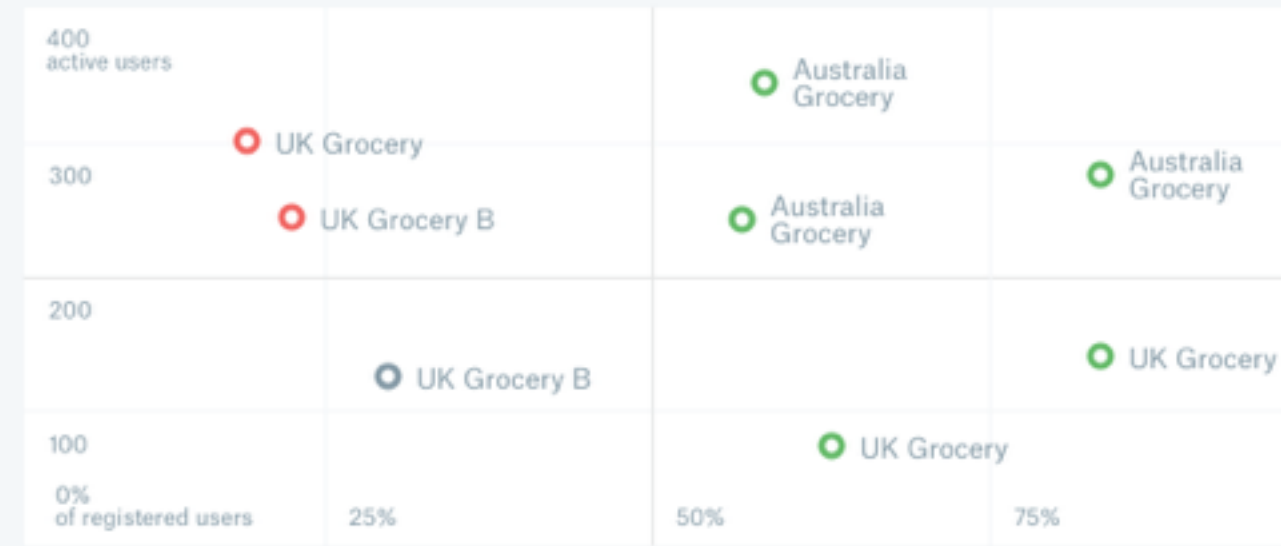 400
active users
Australia
Grocery
UK Grocery
Australia
Grocery
300
Australia
Grocery
UK Grocery B
200
UK Grocery
UK Grocery B
100
UK Grocery
0%
of registered users
25%
50%
75%